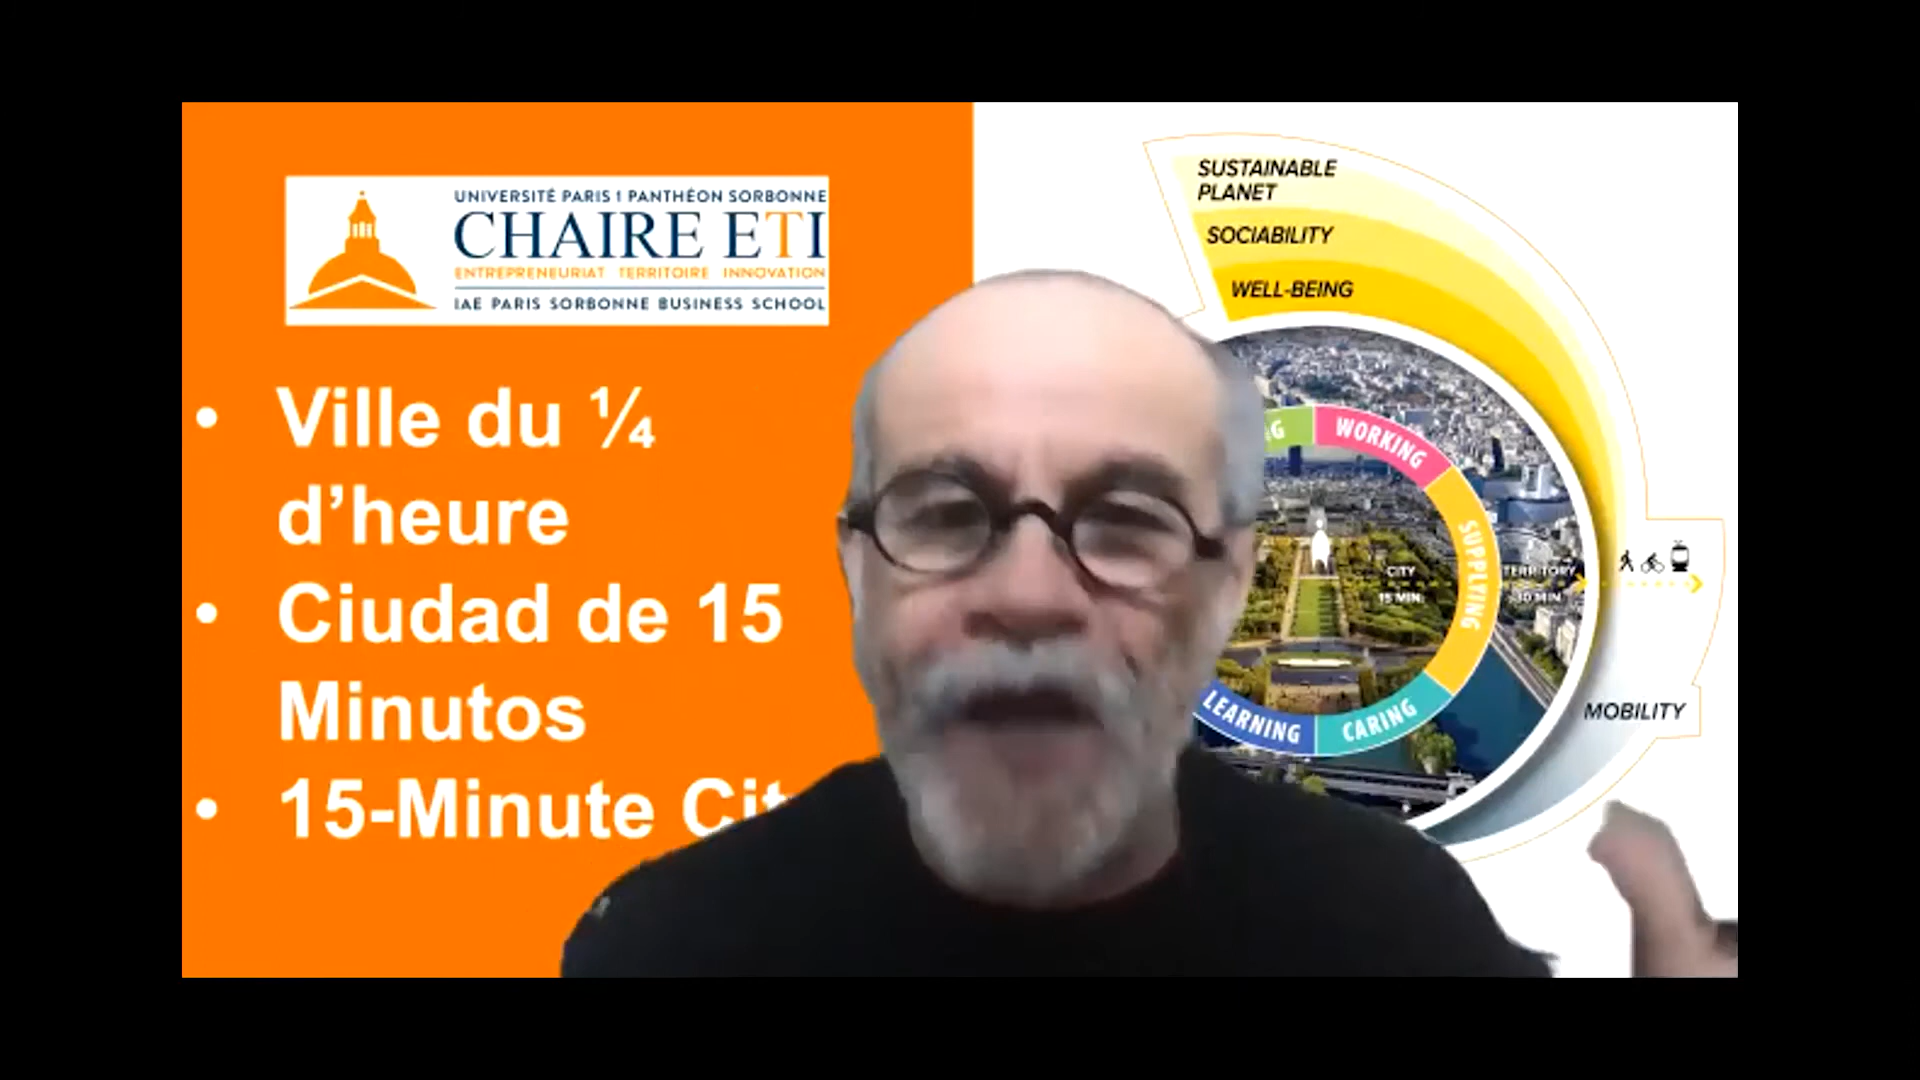 UNIVERSITÉ PARIS 1 PANTHÉON SORBONNE
CHAIRE ETI
ENTREPRENEURIAT TERRITOIRE INNOVATION
IAE PARIS SORBONNE BUSINESS SCHOOL
• Ville du ¼
d’heure
• Ciudad de 15
Minutos
• 15-Minute
SUSTAINABLE
PLANET
SOCIABILITY
WELL-BEING
WORKING
SUPPLYING
CARING
LEARNING
CITY
15 MIN
TERRITORY
30 MIN
MOBILITY